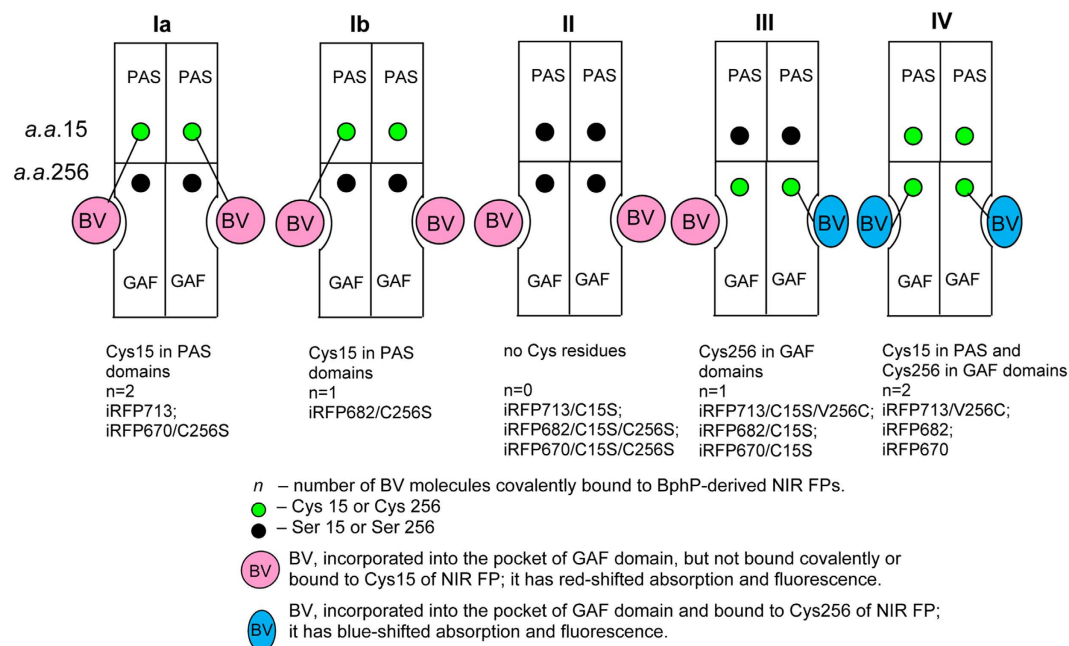 Ia
Ib
II
III
IV
PAS PAS
PAS PAS
PAS PAS
PAS PAS
PAS PAS
a.a.15
a.a.256
BV BV
BV BV
BV BV
BV BV
BV BV
GAF GAF
GAF GAF
GAF GAF
GAF GAF
GAF GAF
Cys15 in PAS
domains
n=2
iRFP713;
iRFP670/C256S
Cys15 in PAS
domains
n=1
iRFP682/C256S
no Cys residues
n=0
iRFP713/C15S;
iRFP682/C15S/C256S;
iRFP670/C15S/C256S
Cys256 in GAF
domains
n=1
iRFP713/C15S/V256C;
iRFP682/C15S;
iRFP670/C15S
Cys15 in PAS and
Cys256 in GAF domains
n=2
iRFP713/V256C;
iRFP682;
iRFP670
n – number of BV molecules covalently bound to BphP-derived NIR FPs.
– Cys 15 or Cys 256
– Ser 15 or Ser 256
BV
BV, incorporated into the pocket of GAF domain, but not bound covalently or
bound to Cys15 of NIR FP; it has red-shifted absorption and fluorescence.
BV
BV, incorporated into the pocket of GAF domain and bound to Cys256 of NIR FP;
it has blue-shifted absorption and fluorescence.